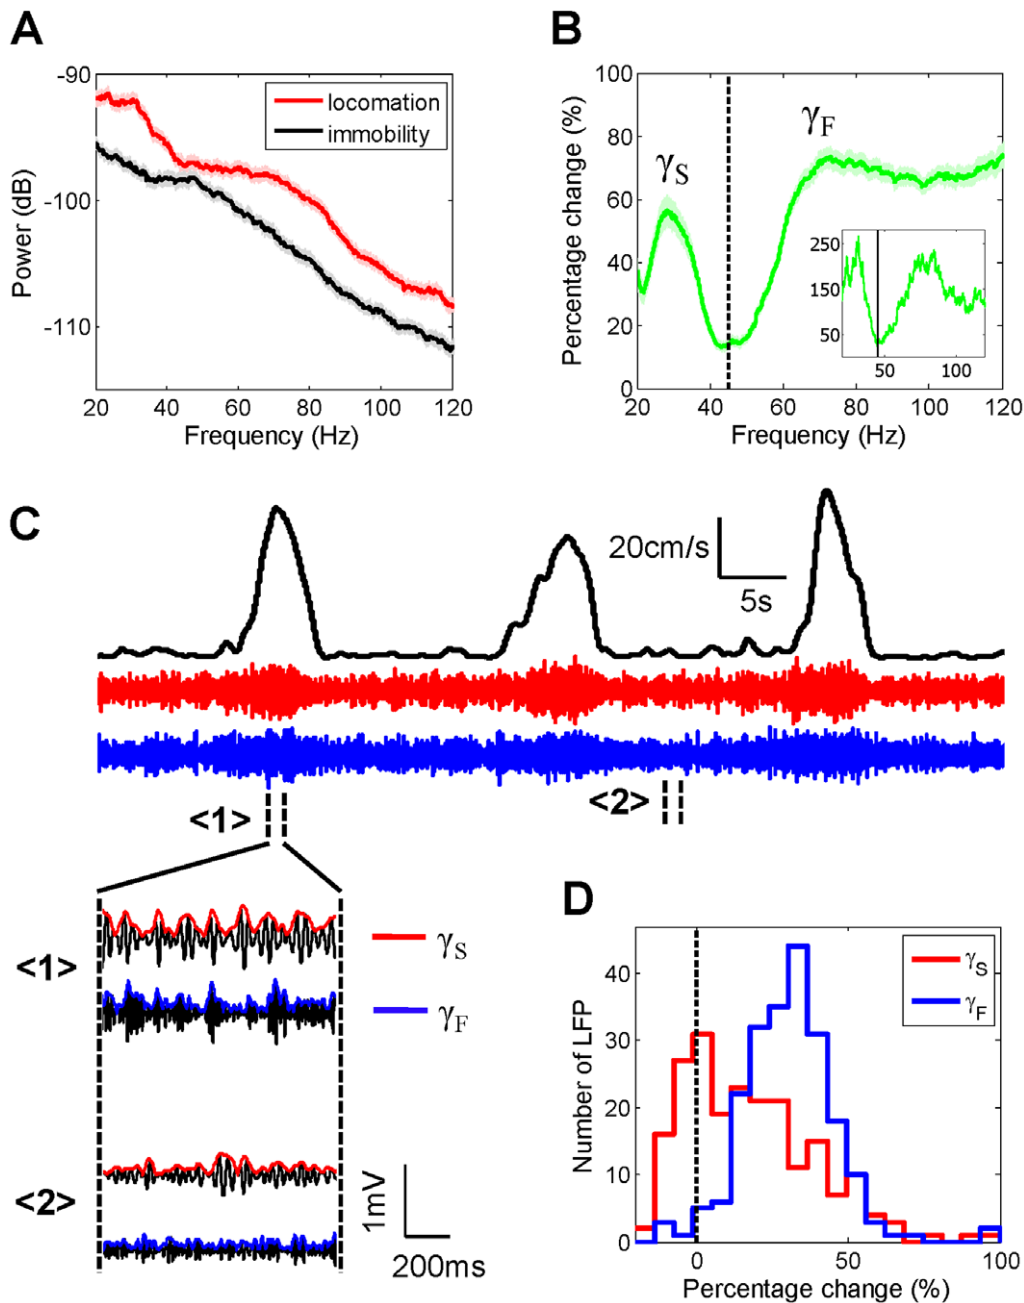 A
-90
-100
-110
Power (dB)
locomation
immobility
20 40 60 80 100 120
Frequency (Hz)
B
100
80
60
40
20
0
Percentage change (%)
γS
γF
250
150
50
50 100
20 40 60 80 100 120
Frequency (Hz)
C
20cm/s
5s
<1>
<2>
<1>
γS
γF
<2>
1mV
200ms
D
40
30
20
10
0
Number of LFP
γS
γF
0 50 100
Percentage change (%)